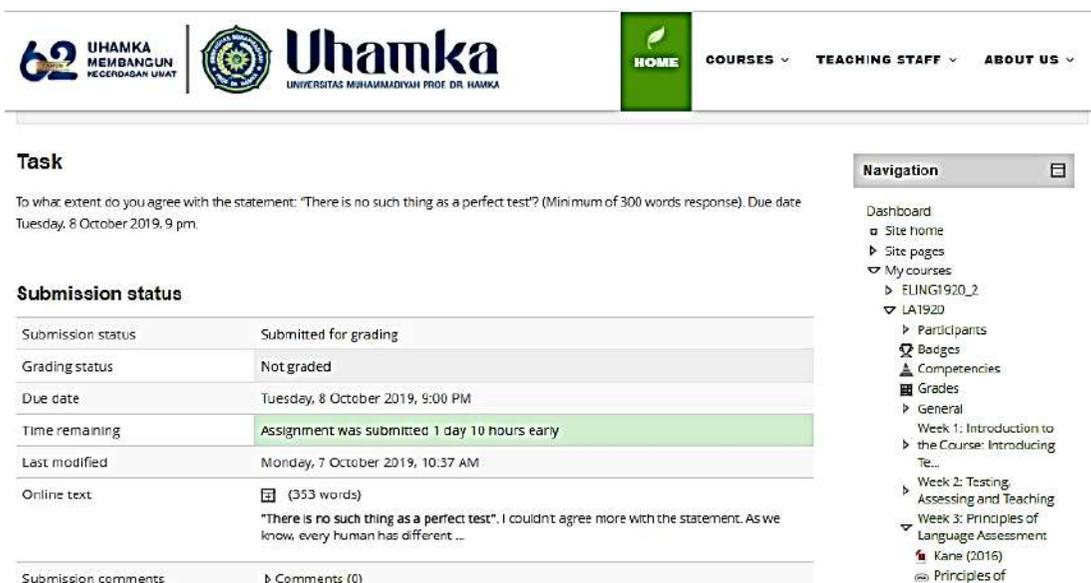 62 TAHUN
UHAMKA
MEMBANGUN
KECERDASAN UMAT
Uhamka
UNIVERSITAS MUHAMMADIYAH PROF. DR. HAMKA
HOME
COURSES
TEACHING STAFF
ABOUT US
Task
To what extent do you agree with the statement: "There is no such thing as a perfect test"? (Minimum of 300 words response). Due date
Tuesday, 8 October 2019, 9 pm.
Submission status
Submission status Submitted for grading
Grading status Not graded
Due date Tuesday, 8 October 2019, 9:00 PM
Time remaining Assignment was submitted 1 day 10 hours early
Last modified Monday, 7 October 2019, 10:37 AM
Online text (353 words)
"There is no such thing as a perfect test". I couldn't agree more with the statement. As we
know, every human has different ...
Submission comments Comments (0)
Navigation
Dashboard
Site home
Site pages
My courses
ELING1920_2
LA1920
Participants
Badges
Competencies
Grades
General
Week 1: Introduction to
the Course: Introducing
Te...
Week 2: Testing,
Assessing and Teaching
Week 3: Principles of
Language Assessment
Kane (2016)
Principles of